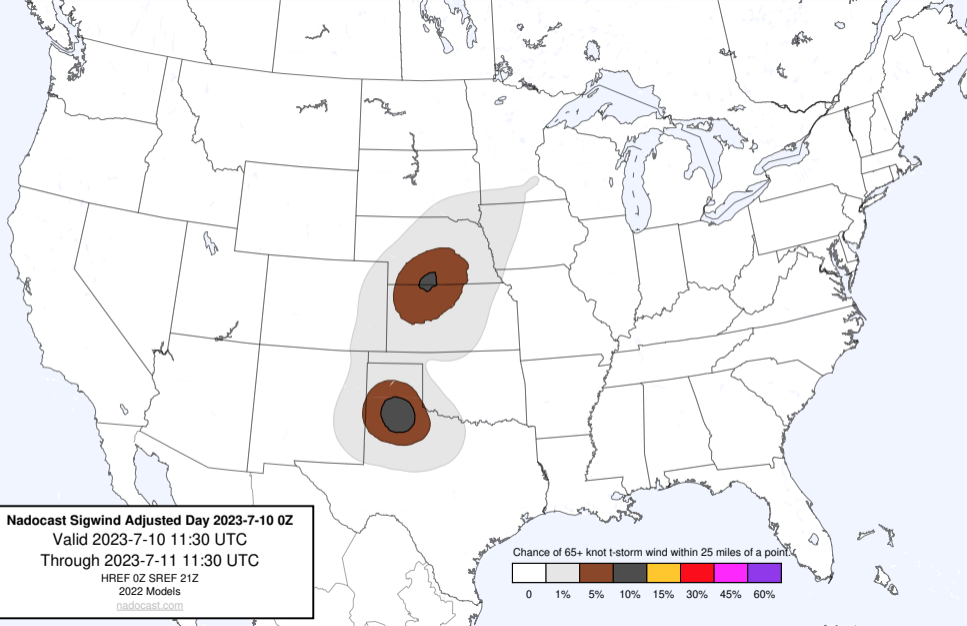 Nadocast Sigwind Adjusted Day 2023-7-10 0Z
Valid 2023-7-10 11:30 UTC
Through 2023-7-11 11:30 UTC
HREF 0Z SREF 21Z
2022 Models
nadocast.com
Chance of 65+ knot t-storm wind within 25 miles of a point.
0 1% 5% 10% 15% 30% 45% 60%